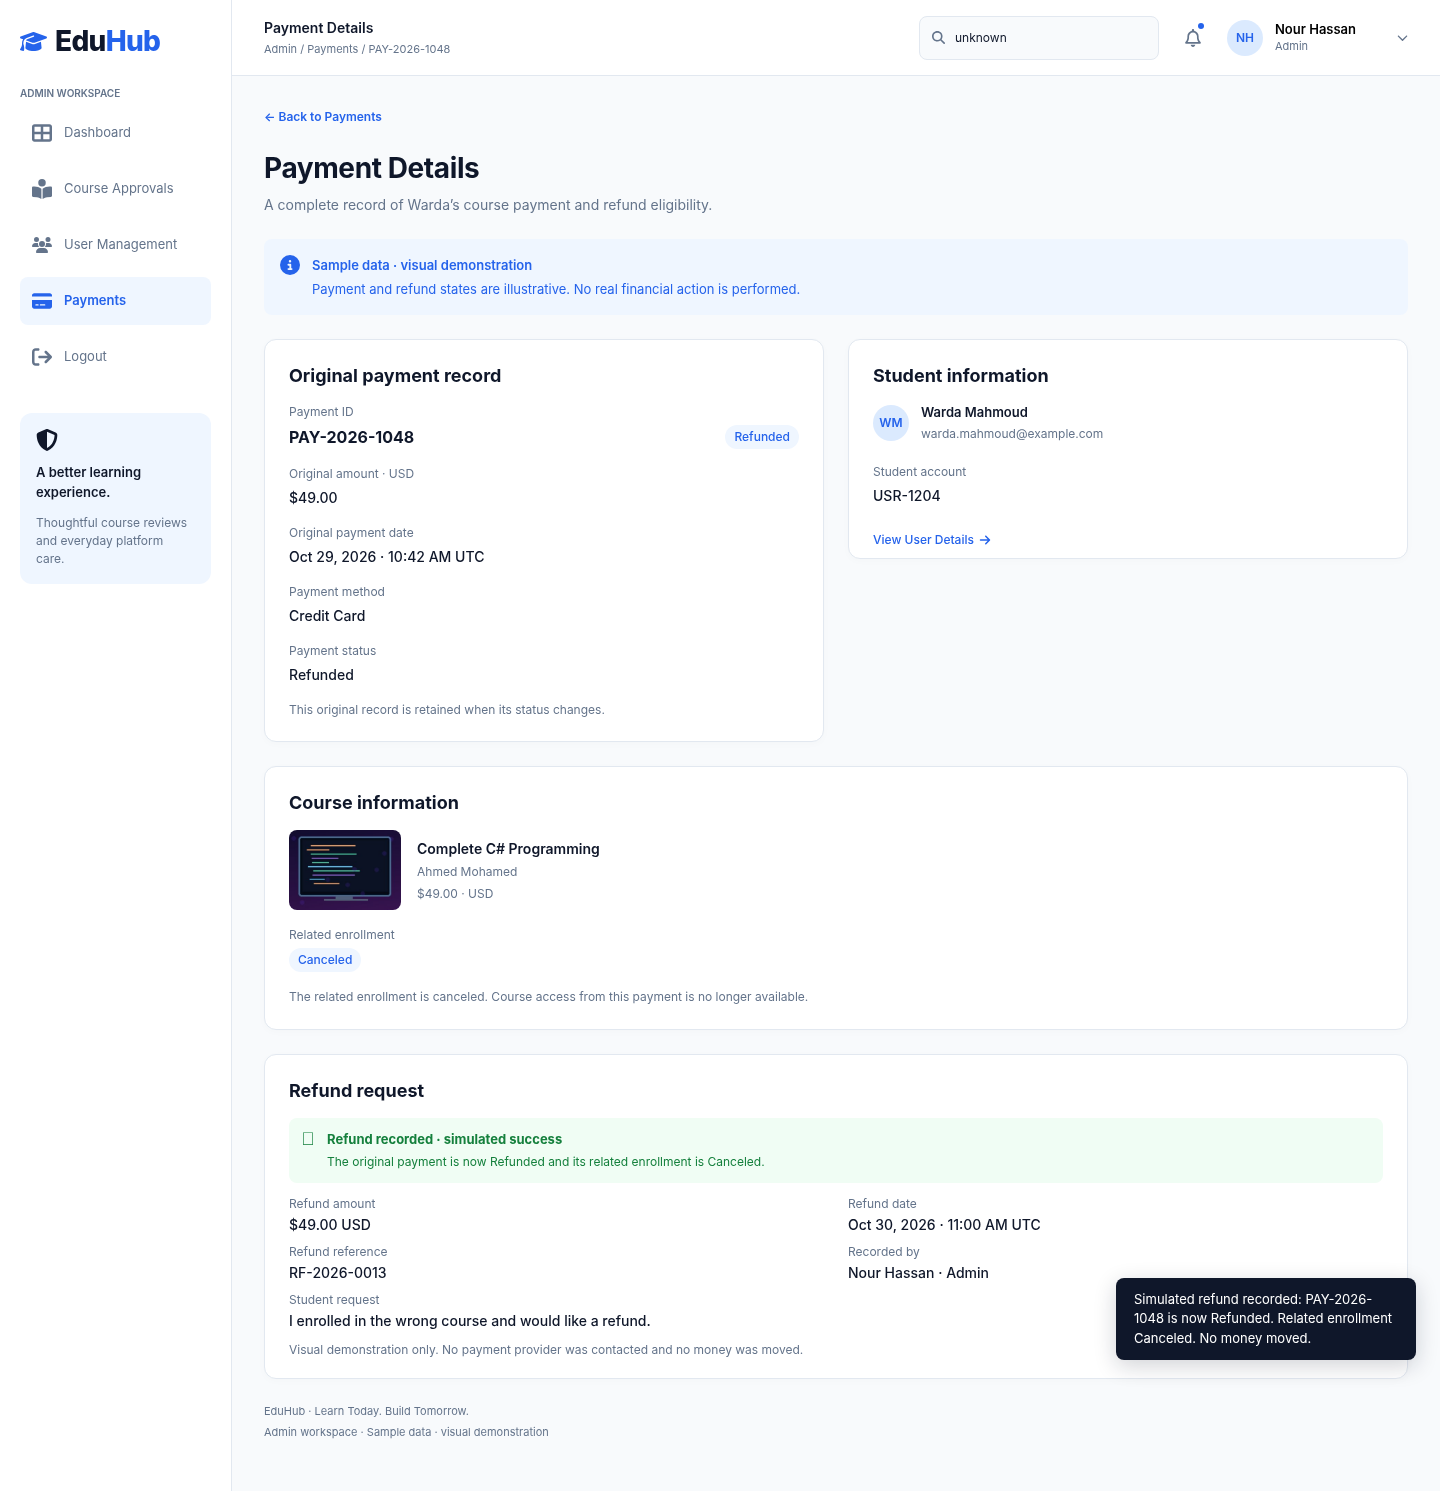 EduHub
ADMIN WORKSPACE
Dashboard
Course Approvals
User Management
Payments
Logout
A better learning
experience.
Thoughtful course reviews
and everyday platform
care.
Payment Details
Admin / Payments / PAY-2026-1048
unknown
NH
Nour Hassan
Admin
← Back to Payments
Payment Details
A complete record of Warda’s course payment and refund eligibility.
Sample data · visual demonstration
Payment and refund states are illustrative. No real financial action is performed.
Original payment record
Payment ID
PAY-2026-1048
Refunded
Original amount · USD
$49.00
Original payment date
Oct 29, 2026 · 10:42 AM UTC
Payment method
Credit Card
Payment status
Refunded
This original record is retained when its status changes.
Student information
WM
Warda Mahmoud
warda.mahmoud@example.com
Student account
USR-1204
View User Details →
Course information
Complete C# Programming
Ahmed Mohamed
$49.00 · USD
Related enrollment
Canceled
The related enrollment is canceled. Course access from this payment is no longer available.
Refund request
Refund recorded · simulated success
The original payment is now Refunded and its related enrollment is Canceled.
Refund amount
$49.00 USD
Refund date
Oct 30, 2026 · 11:00 AM UTC
Refund reference
RF-2026-0013
Recorded by
Nour Hassan · Admin
Student request
I enrolled in the wrong course and would like a refund.
Visual demonstration only. No payment provider was contacted and no money was moved.
Simulated refund recorded: PAY-2026-
1048 is now Refunded. Related enrollment
Canceled. No money moved.
EduHub · Learn Today. Build Tomorrow.
Admin workspace · Sample data · visual demonstration